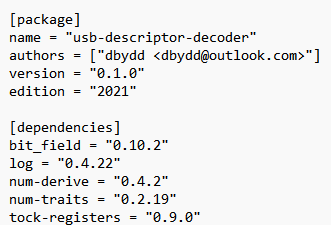 [package]
name = "usb-descriptor-decoder"
authors = ["dbydd <dbydd@outlook.com>"]
version = "0.1.0"
edition = "2021"

[dependencies]
bit_field = "0.10.2"
log = "0.4.22"
num-derive = "0.4.2"
num-traits = "0.2.19"
tock-registers = "0.9.0"